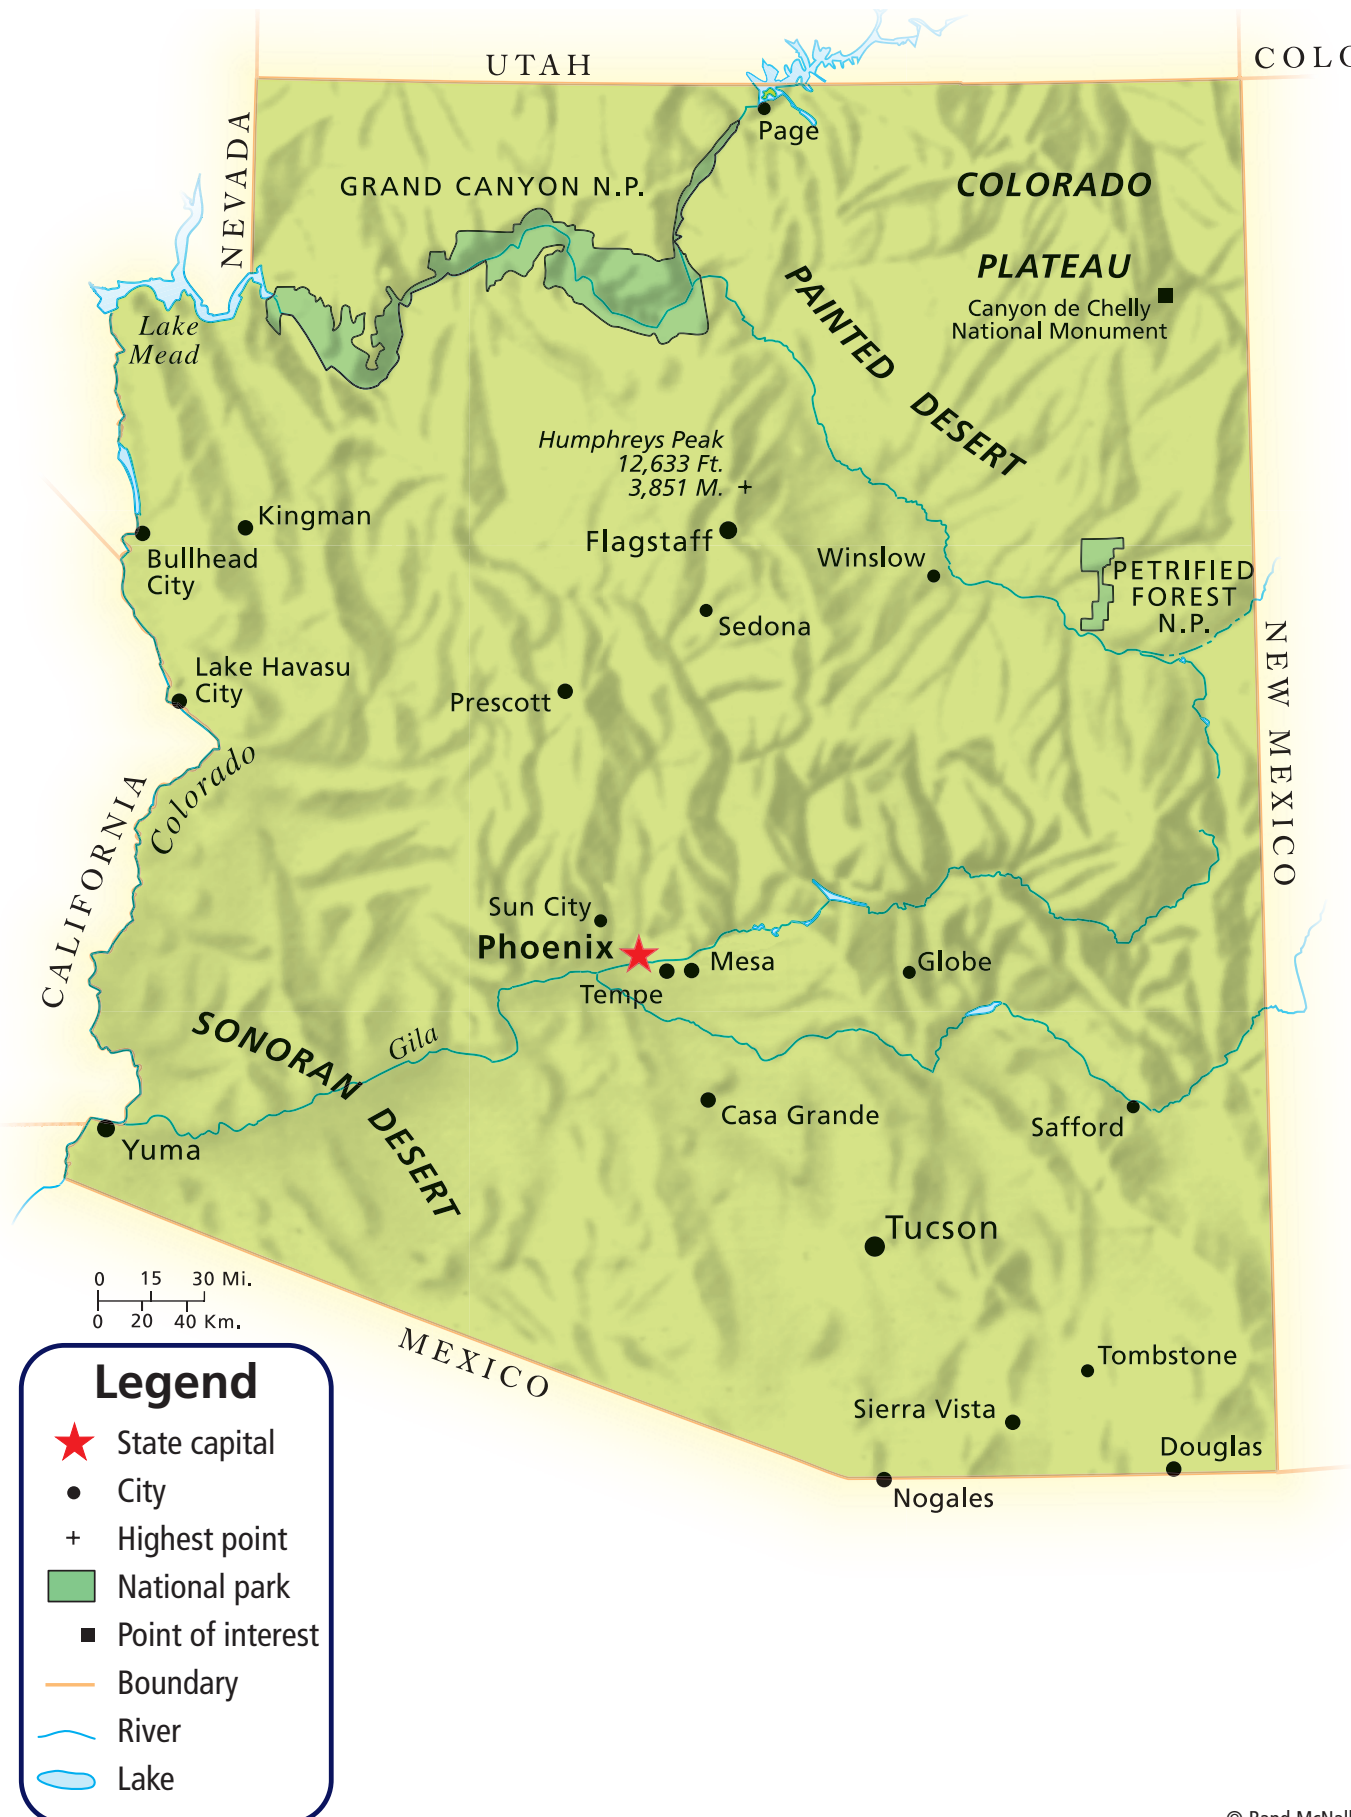 UTAH
COLO
NEVADA
Page
GRAND CANYON N.P.
COLORADO
PLATEAU
Canyon de Chelly
National Monument
PAINTED
DESERT
Lake
Mead
Humphreys Peak
12,633 Ft.
3,851 M. +
Kingman
Bullhead
City
Flagstaff
Winslow
PETRIFIED
FOREST
N.P.
Sedona
NEW MEXICO
Lake Havasu
City
Prescott
Colorado
CALIFORNIA
Sun City
Phoenix
Mesa
Globe
Tempe
SONORAN
DESERT
Gila
Casa Grande
Safford
Yuma
Tucson
0 15 30 Mi.
0 20 40 Km.
MEXICO
Tombstone
Sierra Vista
Douglas
Nogales
Legend
State capital
City
+ Highest point
National park
Point of interest
Boundary
River
Lake
© Rand McNall